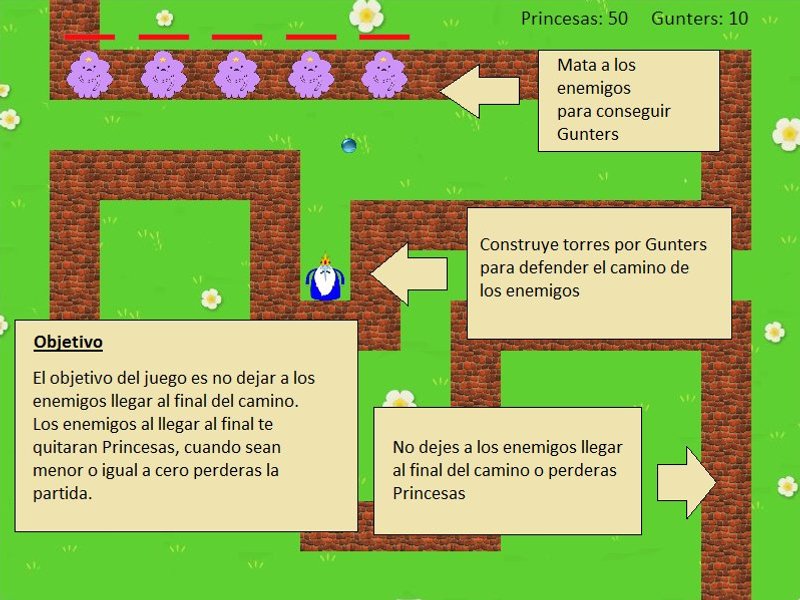 Princesas: 50 Gunters: 10
Mata a los
enemigos
para conseguir
Gunters
Construye torres por Gunters
para defender el camino de
los enemigos
Objetivo
El objetivo del juego es no dejar a los
enemigos llegar al final del camino.
Los enemigos al llegar al final te
quitaran Princesas, cuando sean
menor o igual a cero perderas la
partida.
No dejes a los enemigos llegar
al final del camino o perderas
Princesas